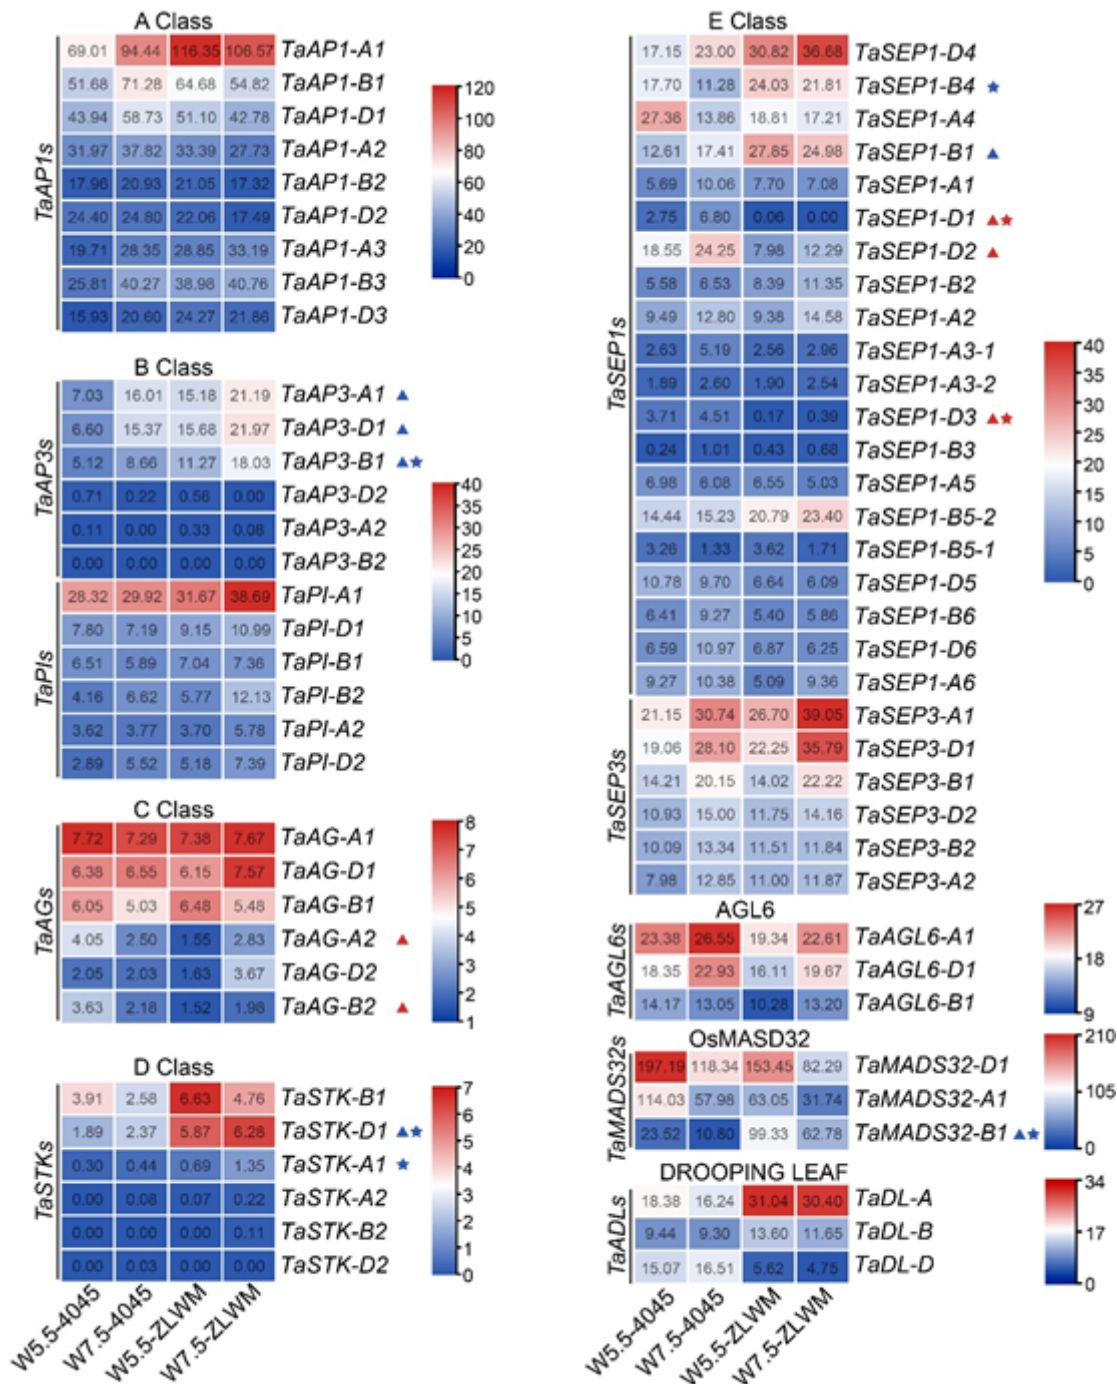 A Class
TaAP1s
69.01 94.44 116.35 106.57 TaAP1-A1
51.68 71.28 64.68 54.82 TaAP1-B1
43.94 58.73 51.10 42.78 TaAP1-D1
31.97 37.82 33.39 27.73 TaAP1-A2
17.96 20.93 21.05 17.32 TaAP1-B2
24.40 24.80 22.06 17.49 TaAP1-D2
19.71 28.35 28.85 33.19 TaAP1-A3
25.81 40.27 38.98 40.76 TaAP1-B3
15.93 20.60 24.27 21.86 TaAP1-D3
120
100
80
60
40
20
0
B Class
TaAP3s
7.03 16.01 15.18 21.19 TaAP3-A1
6.60 15.37 15.68 21.97 TaAP3-D1
5.12 8.66 11.27 18.03 TaAP3-B1
0.71 0.22 0.56 0.00 TaAP3-D2
0.11 0.00 0.33 0.08 TaAP3-A2
0.00 0.00 0.00 0.00 TaAP3-B2
TaPIs
28.32 29.92 31.67 38.69 TaPI-A1
7.80 7.19 9.15 10.99 TaPI-D1
6.51 5.89 7.04 7.36 TaPI-B1
4.16 6.62 5.77 12.13 TaPI-B2
3.62 3.77 3.70 5.78 TaPI-A2
2.89 5.52 5.18 7.39 TaPI-D2
40
35
30
25
20
15
10
5
0
C Class
TaAGs
7.72 7.29 7.38 7.67 TaAG-A1
6.38 6.55 6.15 7.57 TaAG-D1
6.05 5.03 6.48 5.48 TaAG-B1
4.05 2.50 1.55 2.83 TaAG-A2
2.05 2.03 1.63 3.67 TaAG-D2
3.63 2.18 1.52 1.98 TaAG-B2
8
7
6
5
4
3
2
1
D Class
TaSTKs
3.91 2.58 6.63 4.76 TaSTK-B1
1.89 2.37 5.87 6.28 TaSTK-D1
0.30 0.44 0.69 1.35 TaSTK-A1
0.00 0.08 0.07 0.22 TaSTK-A2
0.00 0.00 0.00 0.11 TaSTK-B2
0.00 0.03 0.00 0.00 TaSTK-D2
7
6
5
4
3
2
1
0
W5.5-4045
W7.5-4045
W5.5-ZLWM
W7.5-ZLWM
E Class
TaSEP1s
17.15 23.00 30.82 36.68 TaSEP1-D4
17.70 11.28 24.03 21.81 TaSEP1-B4
27.36 13.86 18.81 17.21 TaSEP1-A4
12.61 17.41 27.85 24.98 TaSEP1-B1
5.69 10.06 7.70 7.08 TaSEP1-A1
2.75 6.80 0.06 0.00 TaSEP1-D1
18.55 24.25 7.98 12.29 TaSEP1-D2
5.58 6.53 8.39 11.35 TaSEP1-B2
9.49 12.80 9.38 14.58 TaSEP1-A2
2.63 5.19 2.56 2.96 TaSEP1-A3-1
1.89 2.60 1.90 2.54 TaSEP1-A3-2
3.71 4.51 0.17 0.39 TaSEP1-D3
0.24 1.01 0.43 0.68 TaSEP1-B3
6.98 6.08 6.55 5.03 TaSEP1-A5
14.44 15.23 20.79 23.40 TaSEP1-B5-2
3.26 1.33 3.62 1.71 TaSEP1-B5-1
10.78 9.70 6.64 6.09 TaSEP1-D5
6.41 9.27 5.40 5.86 TaSEP1-B6
6.59 10.97 6.87 6.25 TaSEP1-D6
9.27 10.38 5.09 9.36 TaSEP1-A6
TaSEP3s
21.15 30.74 26.70 39.05 TaSEP3-A1
19.06 28.10 22.25 35.79 TaSEP3-D1
14.21 20.15 14.02 22.22 TaSEP3-B1
10.93 15.00 11.75 14.16 TaSEP3-D2
10.09 13.34 11.51 11.84 TaSEP3-B2
7.98 12.85 11.00 11.87 TaSEP3-A2
40
35
30
25
20
15
10
5
0
AGL6
TaAGL6s
23.38 26.55 19.34 22.61 TaAGL6-A1
18.35 22.93 16.11 19.67 TaAGL6-D1
14.17 13.05 10.28 13.20 TaAGL6-B1
27
18
9
OsMASD32
TaMADS32s
197.19 118.34 153.45 82.29 TaMADS32-D1
114.03 57.98 63.05 31.74 TaMADS32-A1
23.52 10.80 99.33 62.78 TaMADS32-B1
210
105
0
DROOPING LEAF
TaADLs
18.38 16.24 31.04 30.40 TaDL-A
9.44 9.30 13.60 11.65 TaDL-B
15.07 16.51 5.62 4.75 TaDL-D
34
17
0
W5.5-4045
W7.5-4045
W5.5-ZLWM
W7.5-ZLWM